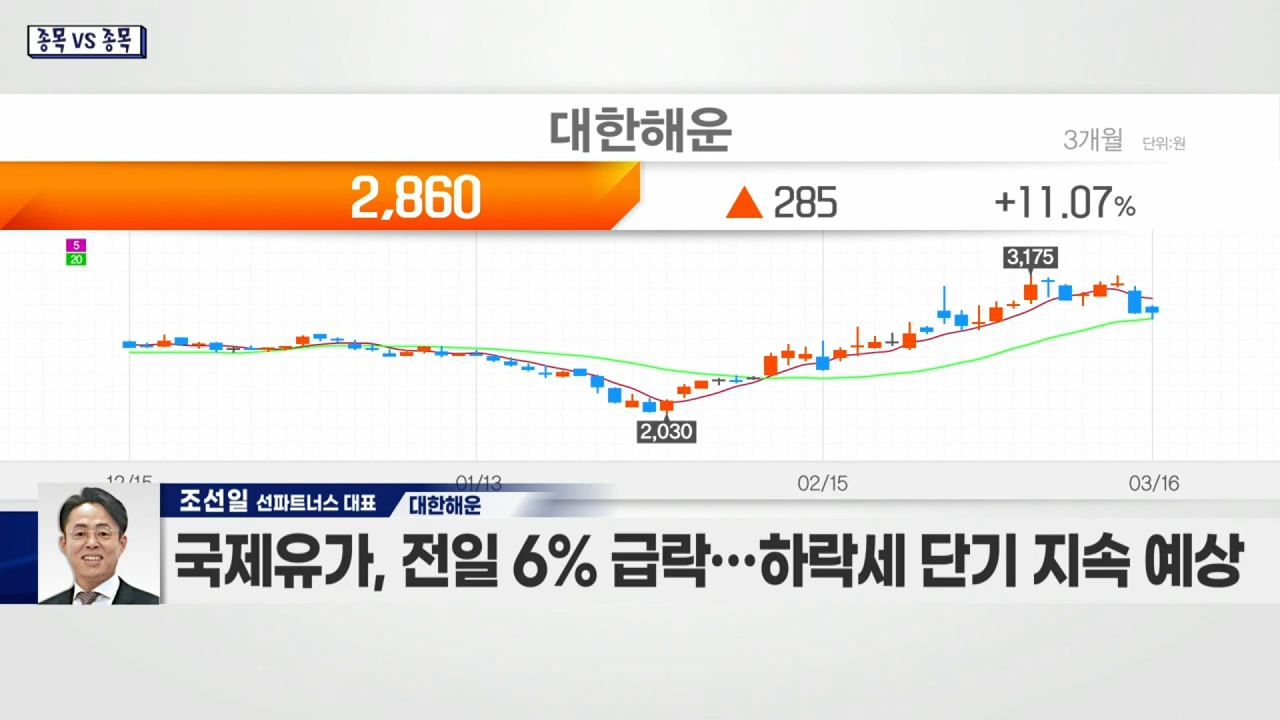 종목 VS 종목
대한해운
3개월 단위:원
2,860 ▲ 285 +11.07%
5
20
3,175
2,030
12/15 01/13 02/15 03/16
조선일 선파트너스 대표 대한해운
국제유가, 전일 6% 급락…하락세 단기 지속 예상